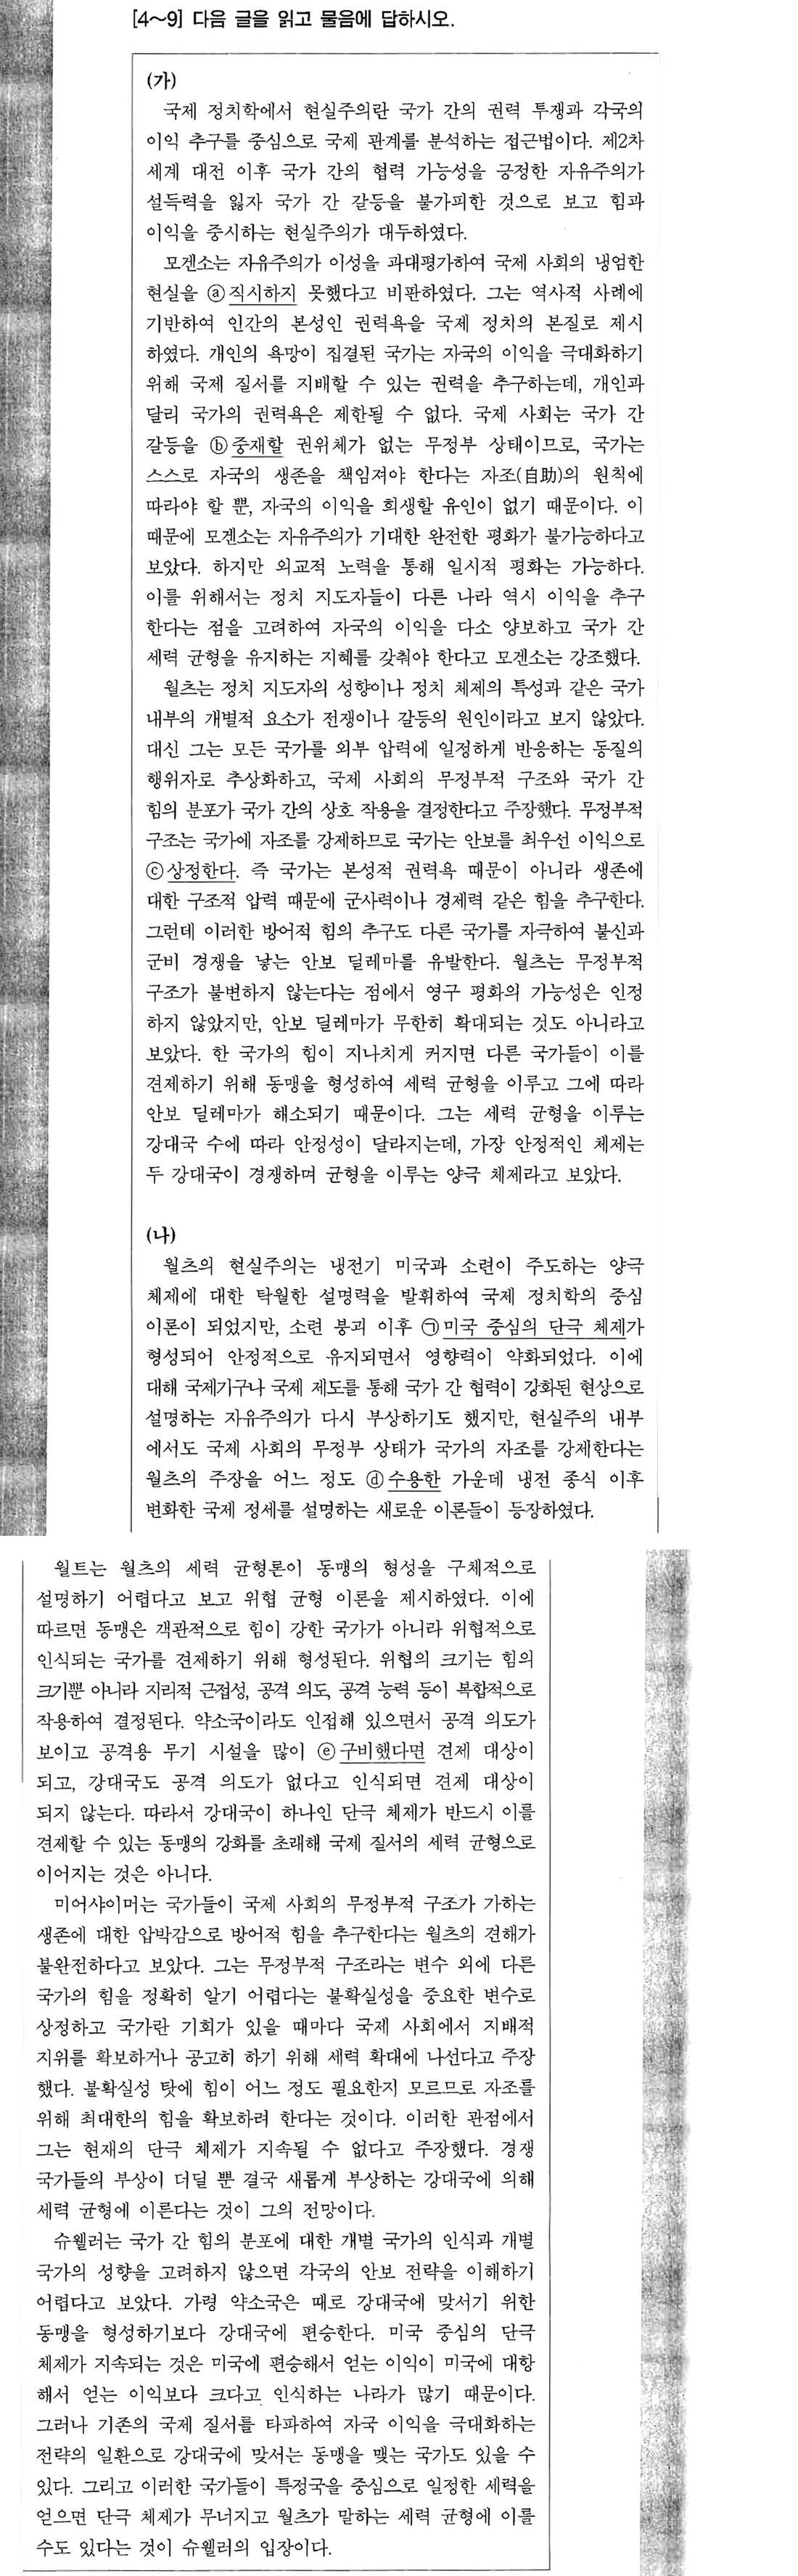 [4~9] 다음 글을 읽고 물음에 답하시오.
(가)
국제 정치학에서 현실주의란 국가 간의 권력 투쟁과 각국의
이익 추구를 중심으로 국제 관계를 분석하는 접근법이다. 제2차
세계 대전 이후 국가 간의 협력 가능성을 긍정한 자유주의가
설득력을 잃자 국가 간 갈등을 불가피한 것으로 보고 힘과
이익을 중시하는 현실주의가 대두하였다.
모겐소는 자유주의가 이성을 과대평가하여 국제 사회의 냉엄한
현실을 ⓐ직시하지 못했다고 비판하였다. 그는 역사적 사례에
기반하여 인간의 본성인 권력욕을 국제 정치의 본질로 제시
하였다. 개인의 욕망이 집결된 국가는 자국의 이익을 극대화하기
위해 국제 질서를 지배할 수 있는 권력을 추구하는데, 개인과
달리 국가의 권력욕은 제한될 수 없다. 국제 사회는 국가 간
갈등을 ⓑ중재할 권위체가 없는 무정부 상태이므로, 국가는
스스로 자국의 생존을 책임져야 한다는 자조(自助)의 원칙에
따라야 할 뿐, 자국의 이익을 희생할 유인이 없기 때문이다. 이
때문에 모겐소는 자유주의가 기대한 완전한 평화가 불가능하다고
보았다. 하지만 외교적 노력을 통해 일시적 평화는 가능하다.
이를 위해서는 정치 지도자들이 다른 나라 역시 이익을 추구
한다는 점을 고려하여 자국의 이익을 다소 양보하고 국가 간
세력 균형을 유지하는 지혜를 갖춰야 한다고 모겐소는 강조했다.
월츠는 정치 지도자의 성향이나 정치 체제의 특성과 같은 국가
내부의 개별적 요소가 전쟁이나 갈등의 원인이라고 보지 않았다.
대신 그는 모든 국가를 외부 압력에 일정하게 반응하는 동질의
행위자로 추상화하고, 국제 사회의 무정부적 구조와 국가 간
힘의 분포가 국가 간의 상호 작용을 결정한다고 주장했다. 무정부적
구조는 국가에 자조를 강제하므로 국가는 안보를 최우선 이익으로
ⓒ상정한다. 즉 국가는 본성적 권력욕 때문이 아니라 생존에
대한 구조적 압력 때문에 군사력이나 경제력 같은 힘을 추구한다.
그런데 이러한 방어적 힘의 추구도 다른 국가를 자극하여 불신과
군비 경쟁을 낳는 안보 딜레마를 유발한다. 월츠는 무정부적
구조가 불변하지 않는다는 점에서 영구 평화의 가능성은 인정
하지 않았지만, 안보 딜레마가 무한히 확대되는 것도 아니라고
보았다. 한 국가의 힘이 지나치게 커지면 다른 국가들이 이를
견제하기 위해 동맹을 형성하여 세력 균형을 이루고 그에 따라
안보 딜레마가 해소되기 때문이다. 그는 세력 균형을 이루는
강대국 수에 따라 안정성이 달라지는데, 가장 안정적인 체제는
두 강대국이 경쟁하며 균형을 이루는 양극 체제라고 보았다.
(나)
월츠의 현실주의는 냉전기 미국과 소련이 주도하는 양극
체제에 대한 탁월한 설명력을 발휘하여 국제 정치학의 중심
이론이 되었지만, 소련 붕괴 이후 ㉠미국 중심의 단극 체제가
형성되어 안정적으로 유지되면서 영향력이 약화되었다. 이에
대해 국제기구나 국제 제도를 통해 국가 간 협력이 강화된 현상으로
설명하는 자유주의가 다시 부상하기도 했지만, 현실주의 내부
에서도 국제 사회의 무정부 상태가 국가의 자조를 강제한다는
월츠의 주장을 어느 정도 ⓓ수용한 가운데 냉전 종식 이후
변화한 국제 정세를 설명하는 새로운 이론들이 등장하였다.
월트는 월츠의 세력 균형론이 동맹의 형성을 구체적으로
설명하기 어렵다고 보고 위협 균형 이론을 제시하였다. 이에
따르면 동맹은 객관적으로 힘이 강한 국가가 아니라 위협적으로
인식되는 국가를 견제하기 위해 형성된다. 위협의 크기는 힘의
크기뿐 아니라 지리적 근접성, 공격 의도, 공격 능력 등이 복합적으로
작용하여 결정된다. 약소국이라도 인접해 있으면서 공격 의도가
보이고 공격용 무기 시설을 많이 ⓔ구비했다면 견제 대상이
되고, 강대국도 공격 의도가 없다고 인식되면 견제 대상이
되지 않는다. 따라서 강대국이 하나인 단극 체제가 반드시 이를
견제할 수 있는 동맹의 강화를 초래해 국제 질서의 세력 균형으로
이어지는 것은 아니다.
미어샤이머는 국가들이 국제 사회의 무정부적 구조가 가하는
생존에 대한 압박감으로 방어적 힘을 추구한다는 월츠의 견해가
불완전하다고 보았다. 그는 무정부적 구조라는 변수 외에 다른
국가의 힘을 정확히 알기 어렵다는 불확실성을 중요한 변수로
상정하고 국가란 기회가 있을 때마다 국제 사회에서 지배적
지위를 확보하거나 공고히 하기 위해 세력 확대에 나선다고 주장
했다. 불확실성 탓에 힘이 어느 정도 필요한지 모르므로 자조를
위해 최대한의 힘을 확보하려 한다는 것이다. 이러한 관점에서
그는 현재의 단극 체제가 지속될 수 없다고 주장했다. 경쟁
국가들의 부상이 더딜 뿐 결국 새롭게 부상하는 강대국에 의해
세력 균형에 이른다는 것이 그의 전망이다.
슈웰러는 국가 간 힘의 분포에 대한 개별 국가의 인식과 개별
국가의 성향을 고려하지 않으면 각국의 안보 전략을 이해하기
어렵다고 보았다. 가령 약소국은 때로 강대국에 맞서기 위한
동맹을 형성하기보다 강대국에 편승한다. 미국 중심의 단극
체제가 지속되는 것은 미국에 편승해서 얻는 이익이 미국에 대항
해서 얻는 이익보다 크다고 인식하는 나라가 많기 때문이다.
그러나 기존의 국제 질서를 타파하여 자국 이익을 극대화하는
전략의 일환으로 강대국에 맞서는 동맹을 맺는 국가도 있을 수
있다. 그리고 이러한 국가들이 특정국을 중심으로 일정한 세력을
얻으면 단극 체제가 무너지고 월츠가 말하는 세력 균형에 이를
수도 있다는 것이 슈웰러의 입장이다.